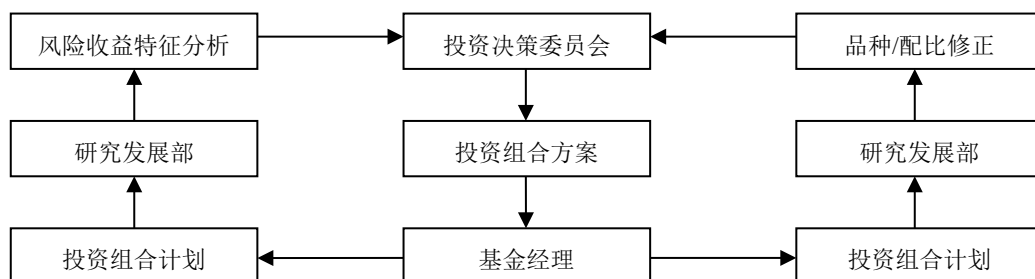 风险收益特征分析
投资决策委员会
品种/配比修正
研究发展部
投资组合方案
研究发展部
投资组合计划
基金经理
投资组合计划